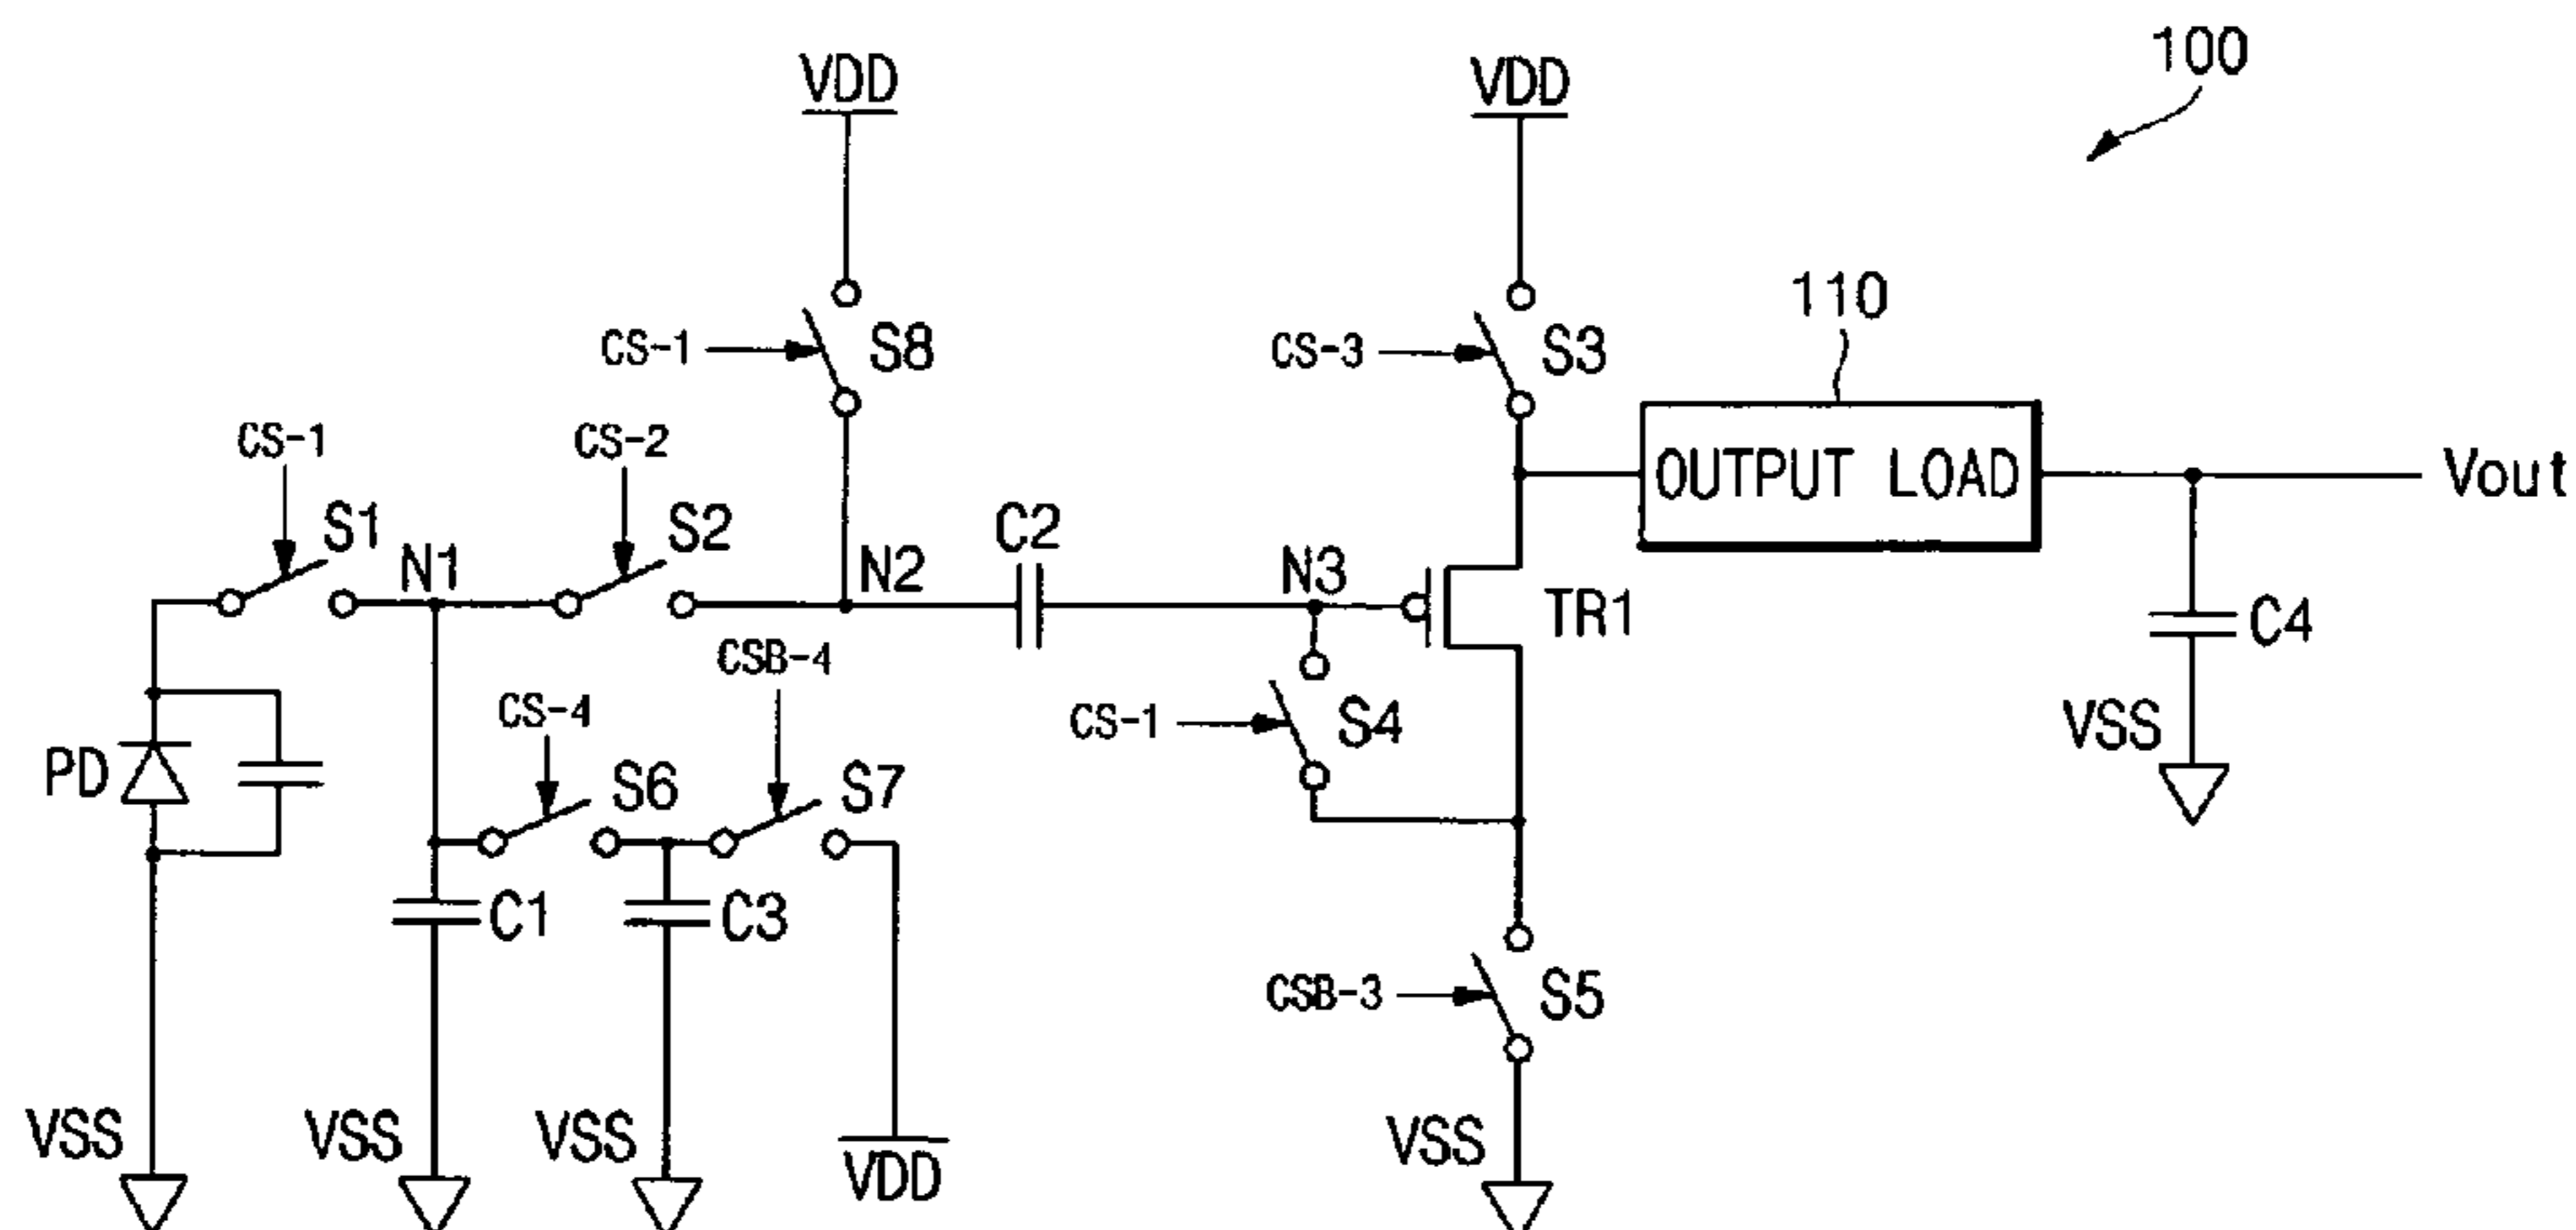 100
VDD
VDD
110
CS-1
S8
CS-3
S3
CS-1
CS-2
OUTPUT LOAD
Vout
S1
N1
S2
N2
C2
N3
TR1
C4
CSB-4
CS-4
CS-1
S4
VSS
PD
S6
S7
C1
C3
CSB-3
S5
VSS
VSS
VSS
VDD
VSS